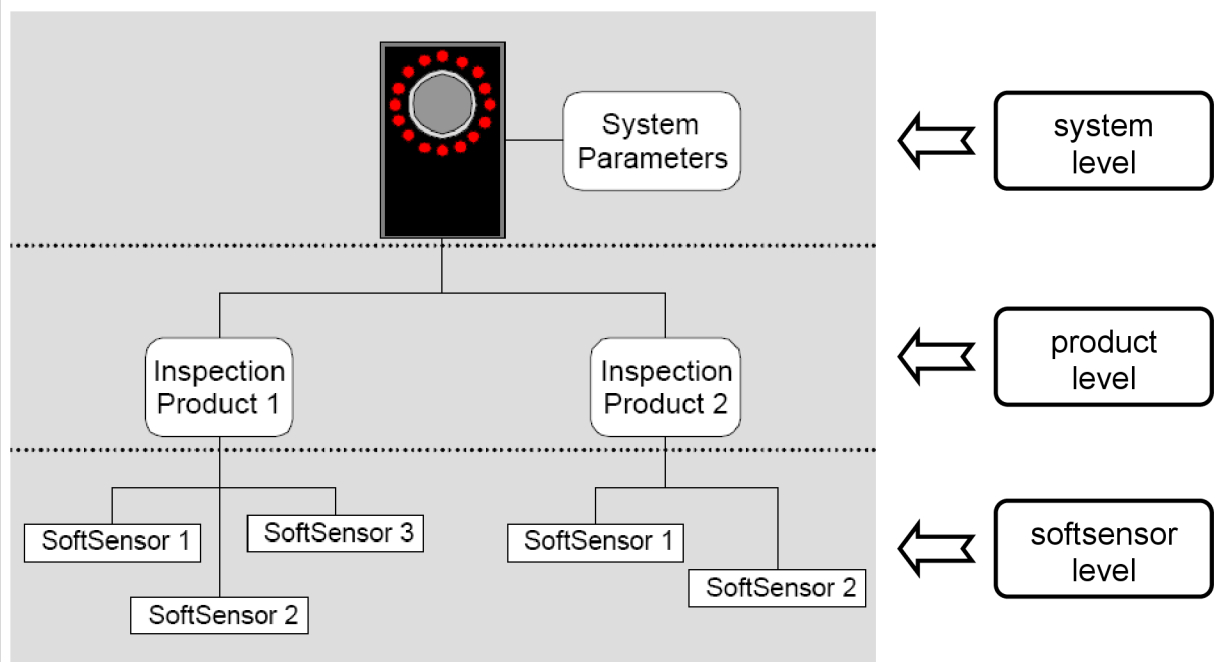 System
Parameters
system
level
Inspection
Product 1
Inspection
Product 2
product
level
SoftSensor 1
SoftSensor 3
SoftSensor 2
SoftSensor 1
SoftSensor 2
softsensor
level